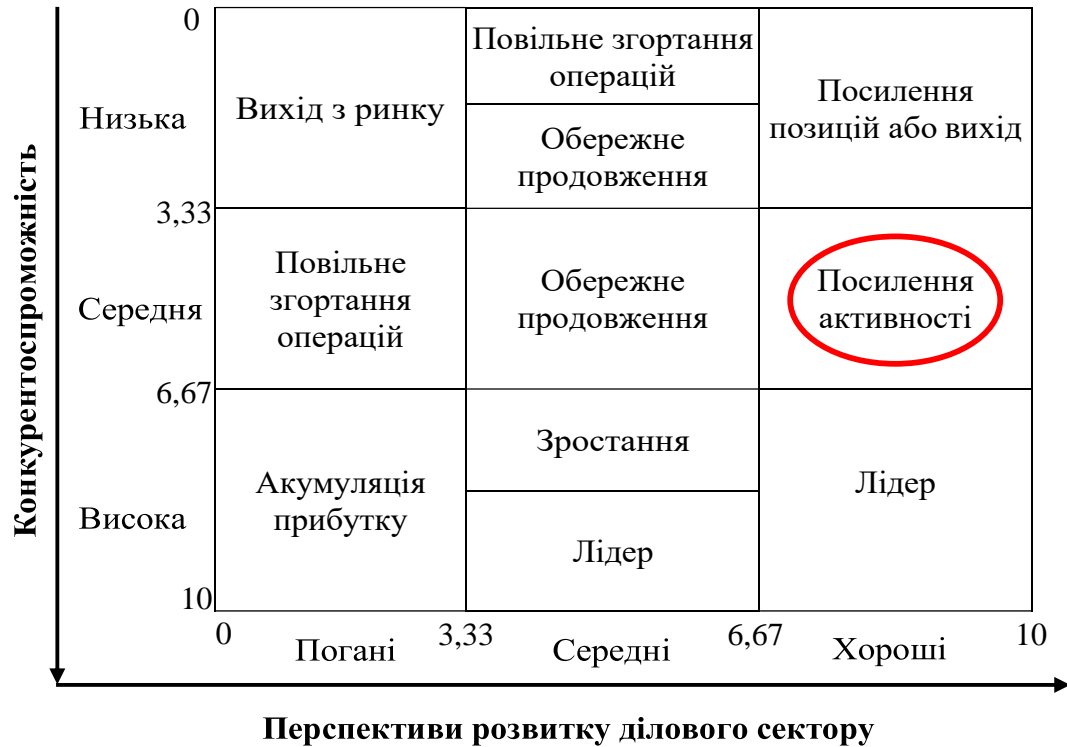 Конкурентоспроможність
0
Низька
Вихід з ринку
Повільне згортання
операцій
Обережне
продовження
Посилення
позицій або вихід
3,33
Середня
Повільне
згортання
операцій
Обережне
продовження
Посилення
активності
6,67
Висока
Акумуляція
прибутку
Зростання
Лідер
Лідер
10
0
Погані
3,33
Середні
6,67
Хороші
10
Перспективи розвитку ділового сектору